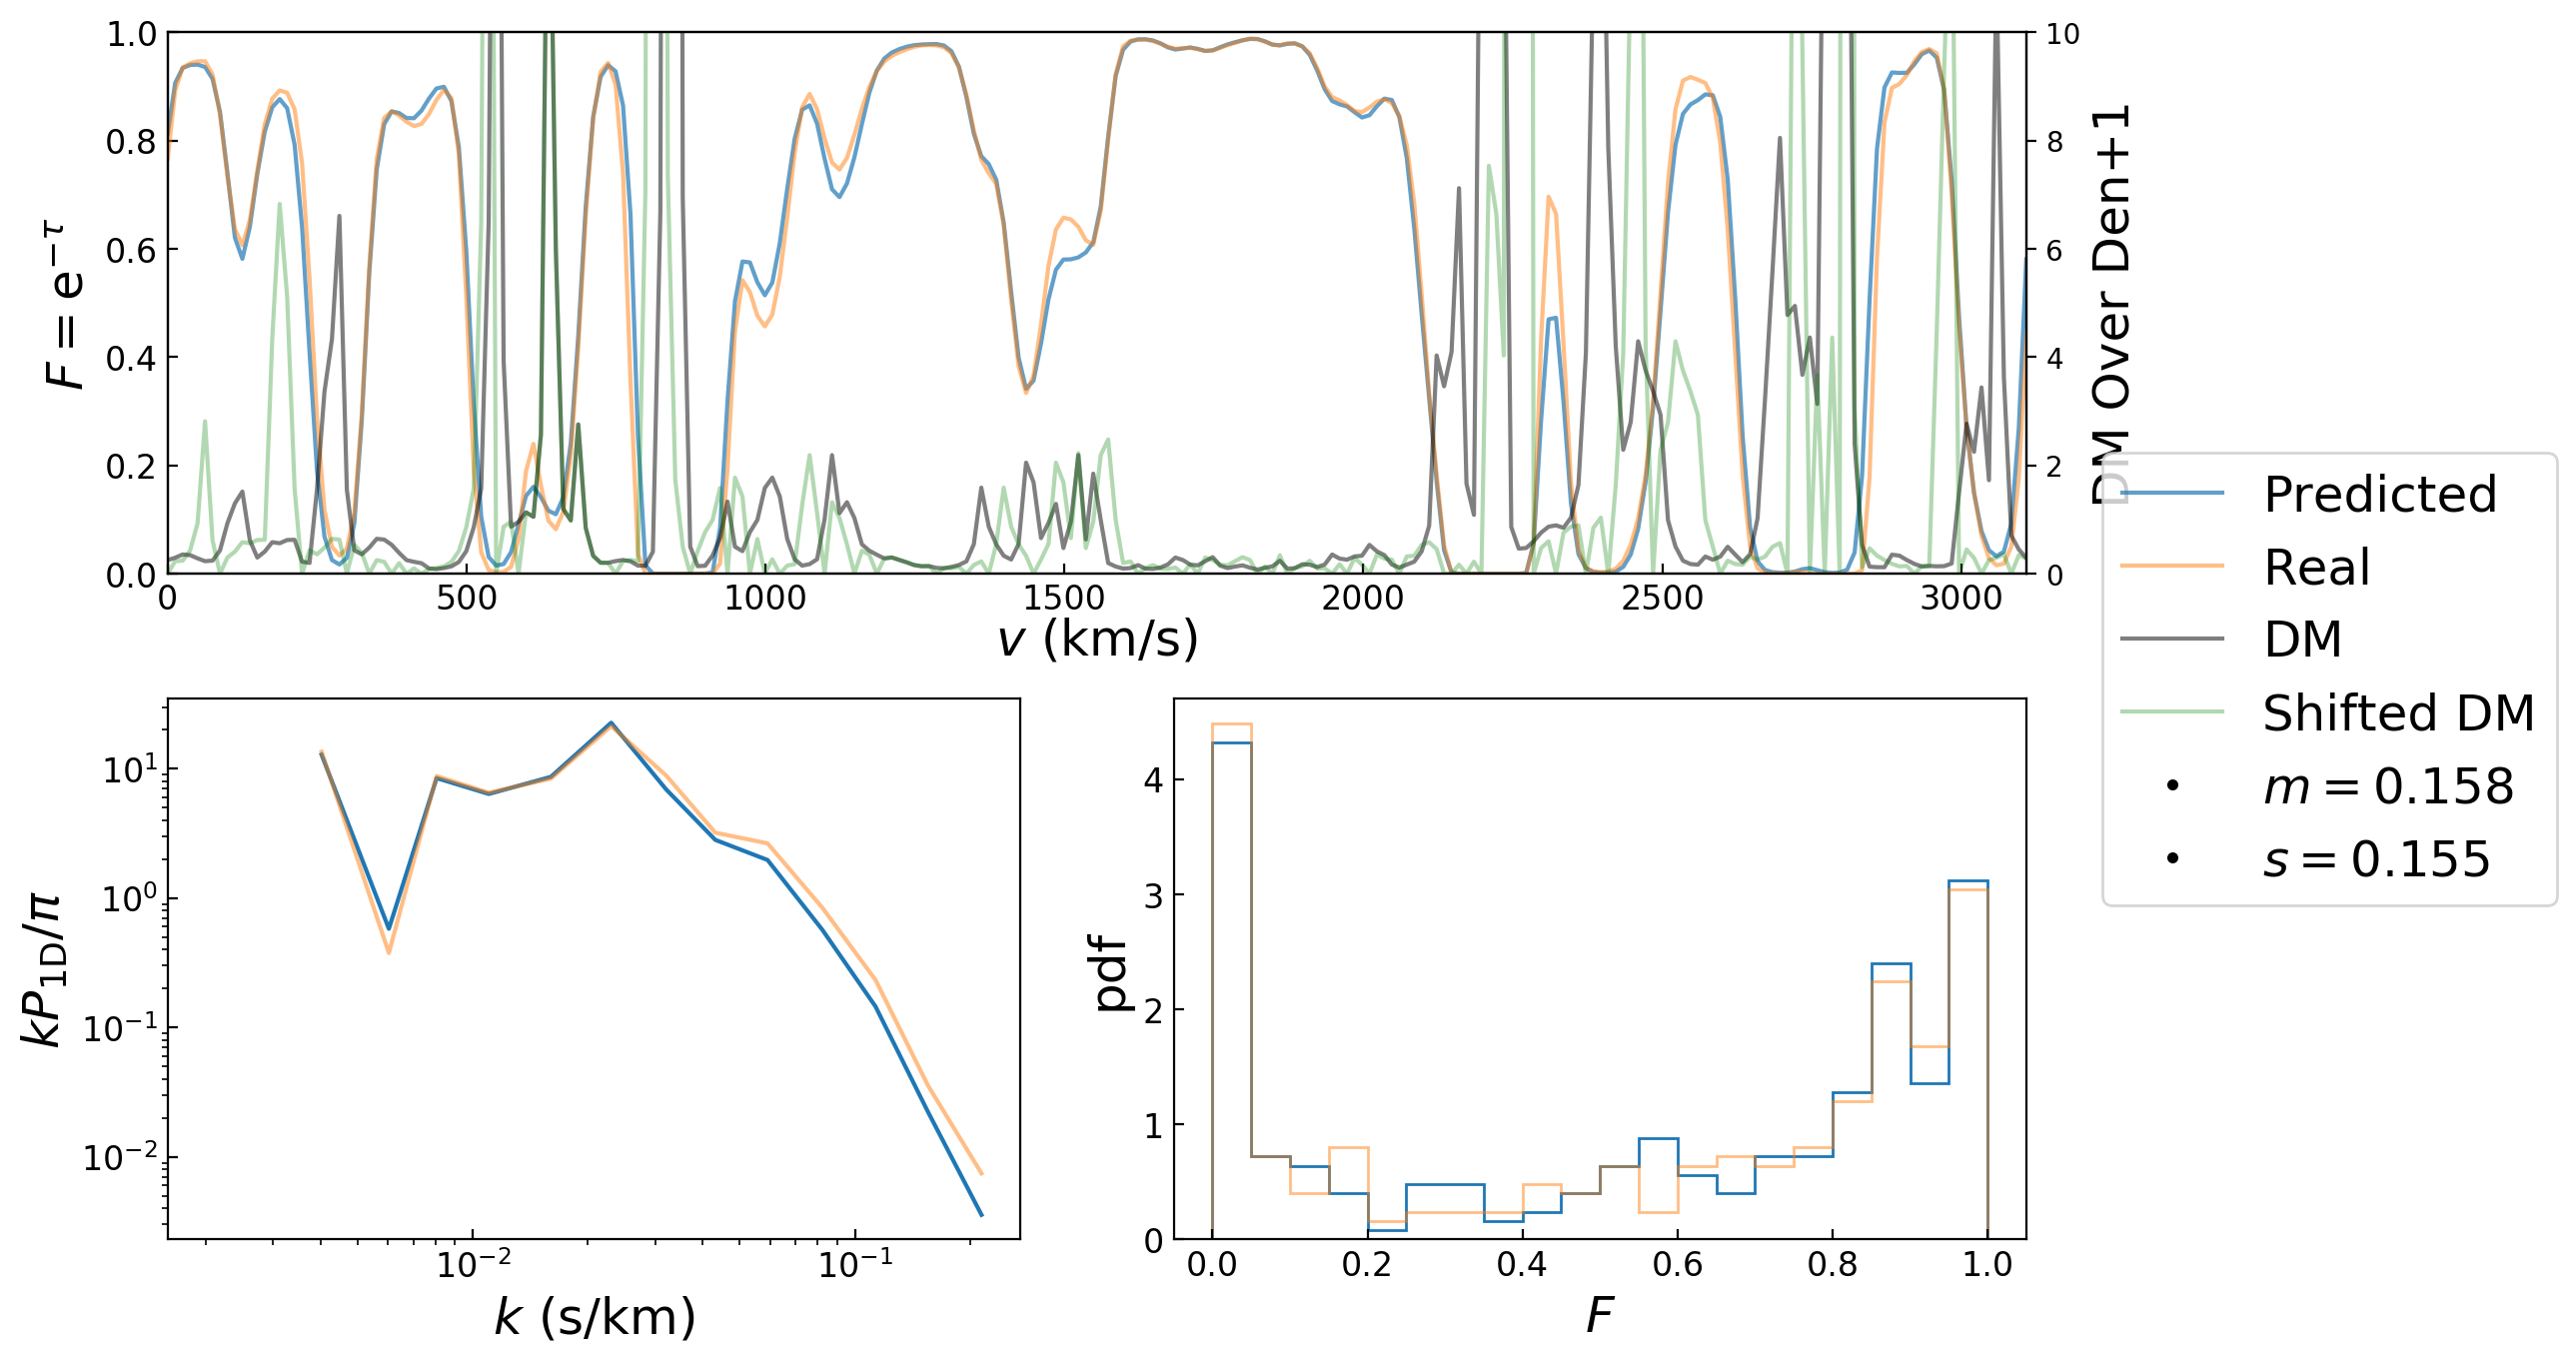 1.0
0.8
0.6
0.4
0.2
0.0
F = e^{−τ}
10
8
6
4
2
0
DM Over Den+1
0 500 1000 1500 2000 2500 3000
v (km/s)
Predicted
Real
DM
Shifted DM
m = 0.158
s = 0.155
10^1
10^0
10^{−1}
10^{−2}
kP_{1D}/π
10^{−2} 10^{−1}
k (s/km)
4
3
2
1
0
pdf
0.0 0.2 0.4 0.6 0.8 1.0
F